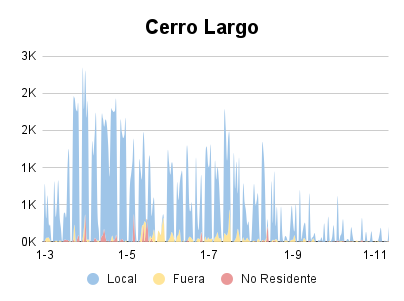 Cerro Largo
3K
2K
2K
1K
1K
0K
1-3
1-5
1-7
1-9
1-11
Local
Fuera
No Residente